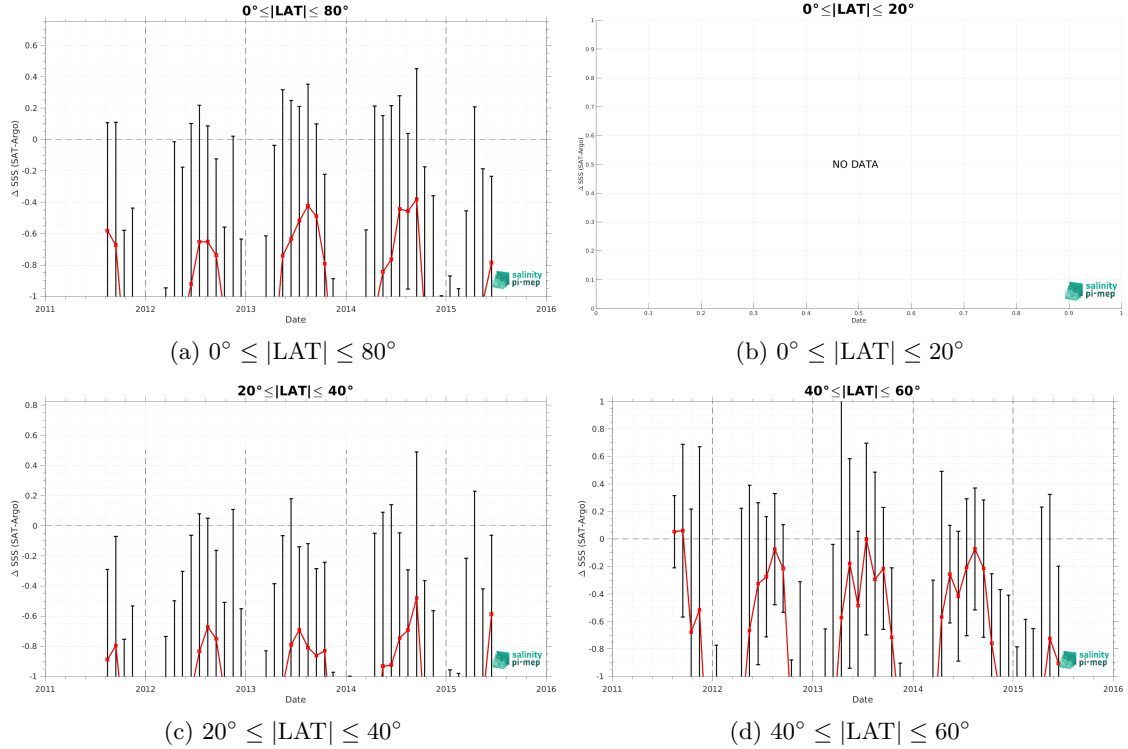 0°≤|LAT|≤ 80°
0.6
0.4
0.2
0
-0.2
-0.4
-0.6
-0.8
-1
Δ SSS (SAT-Argo)
2011 2012 2013 2014 2015 2016
Date
salinity
pi-mep
(a) 0° ≤ |LAT| ≤ 80°
0°≤|LAT|≤ 20°
1
0.9
0.8
0.7
0.6
0.5
0.4
0.3
0.2
0.1
0
Δ SSS (SAT-Argo)
NO DATA
0 0.1 0.2 0.3 0.4 0.5 0.6 0.7 0.8 0.9 1
Date
salinity
pi-mep
(b) 0° ≤ |LAT| ≤ 20°
20°≤|LAT|≤ 40°
0.8
0.6
0.4
0.2
0
-0.2
-0.4
-0.6
-0.8
-1
Δ SSS (SAT-Argo)
2011 2012 2013 2014 2015 2016
Date
salinity
pi-mep
(c) 20° ≤ |LAT| ≤ 40°
40°≤|LAT|≤ 60°
1
0.8
0.6
0.4
0.2
0
-0.2
-0.4
-0.6
-0.8
-1
Δ SSS (SAT-Argo)
2011 2012 2013 2014 2015 2016
Date
salinity
pi-mep
(d) 40° ≤ |LAT| ≤ 60°